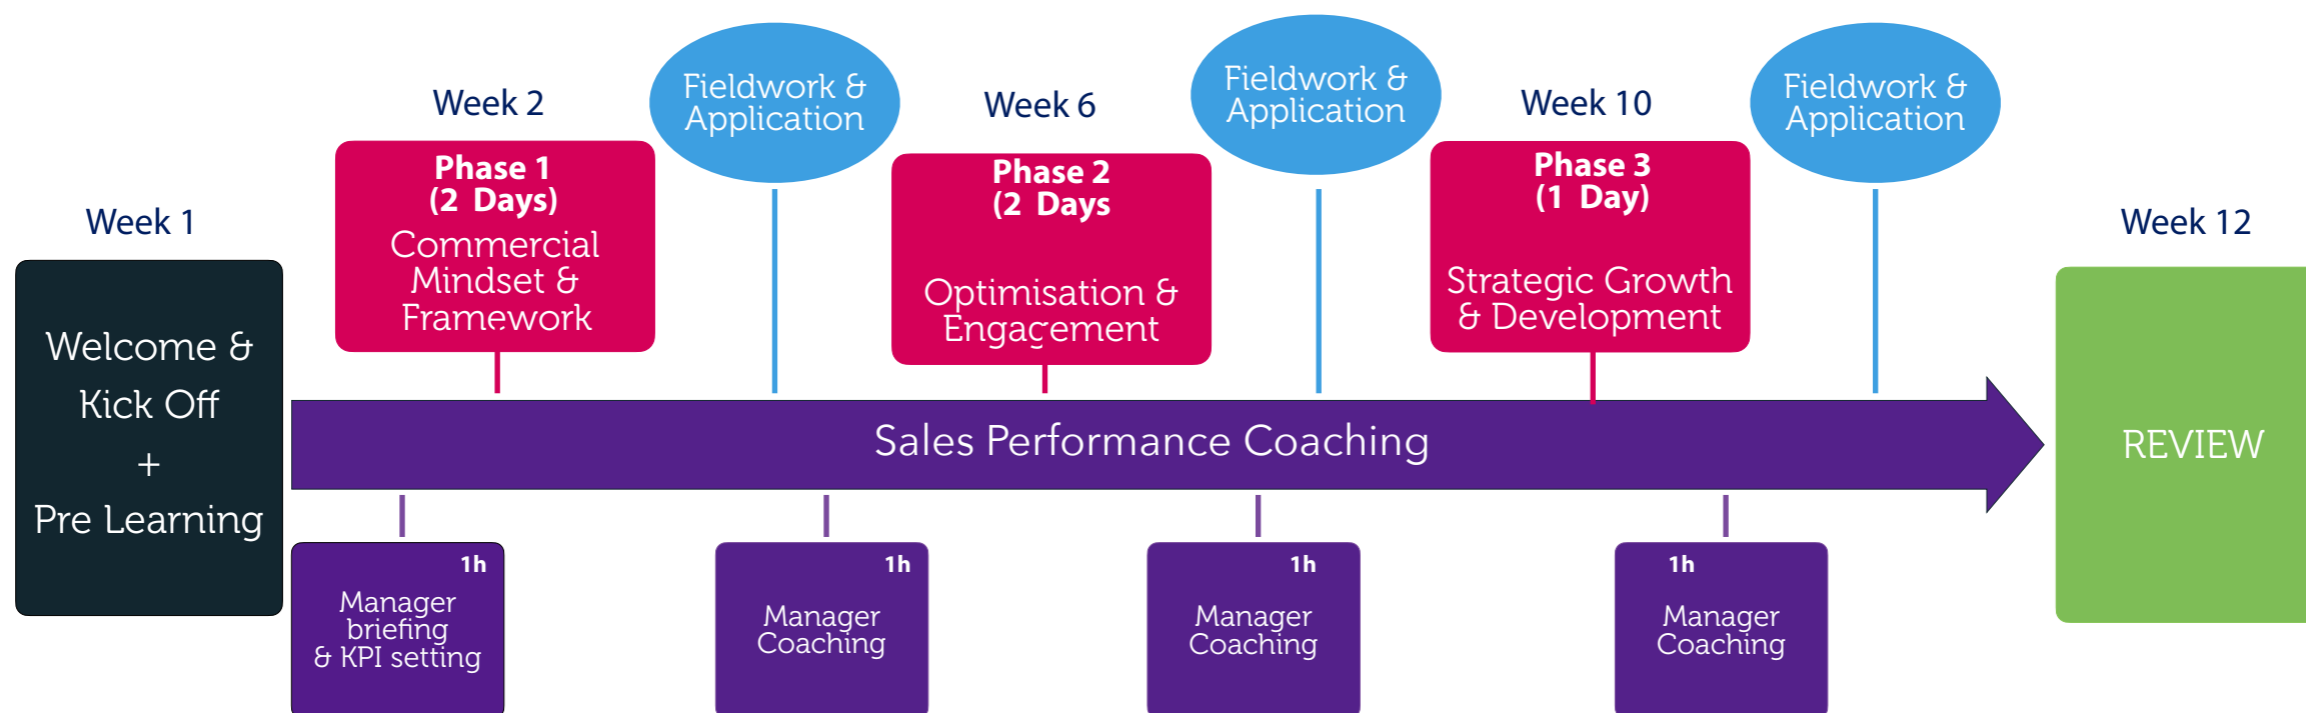 Week 1
Welcome &
Kick Off
+
Pre Learning
Week 2
Phase 1
(2 Days)
Commercial
Mindset &
Framework
Fieldwork &
Application
Week 6
Phase 2
(2 Days
Optimisation &
Engagement
Fieldwork &
Application
Week 10
Phase 3
(1 Day)
Strategic Growth
& Development
Fieldwork &
Application
Week 12
REVIEW
Sales Performance Coaching
1h
Manager
briefing
& KPI setting
1h
Manager
Coaching
1h
Manager
Coaching
1h
Manager
Coaching